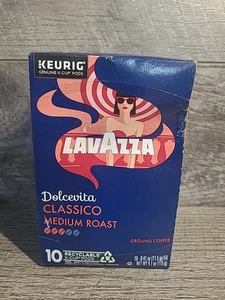 KEURIG
GENUINE K-CUP PODS
LAVAZZA
Dolcevita
CLASSICO
MEDIUM ROAST
GROUND COFFEE
10
RECYCLABLE